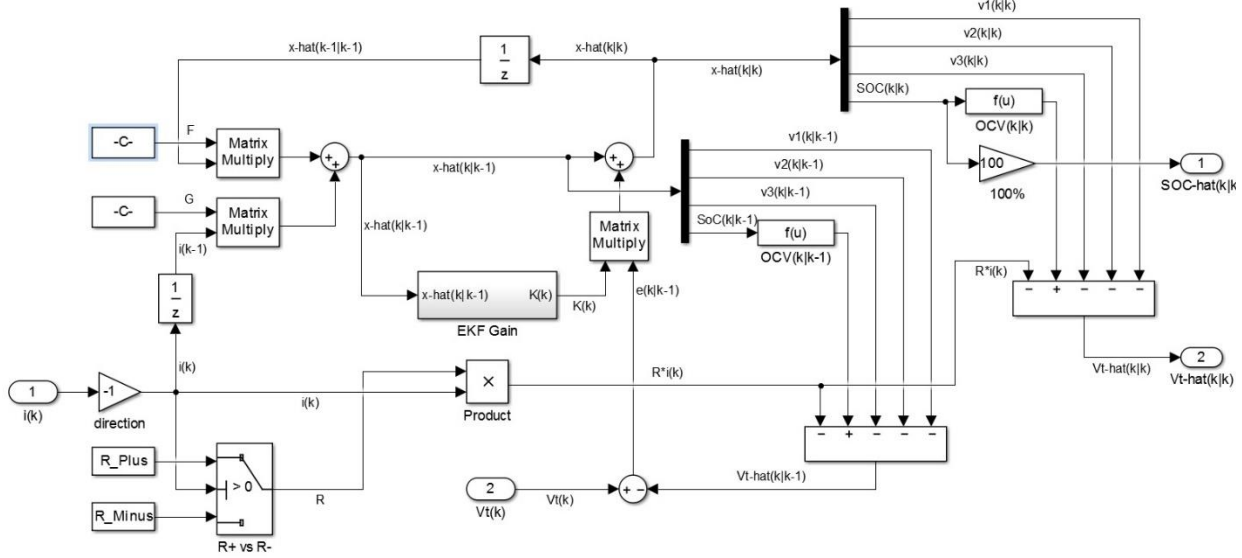 v1(k|k)
x-hat(k-1|k-1)
1
z
x-hat(k|k)
x-hat(k|k)
v2(k|k)
v3(k|k)
SOC(k|k)
f(u)
OCV(k|k)
-C-
F
Matrix
Multiply
+
+
x-hat(k|k-1)
+
+
v1(k|k-1)
100
100%
1
SOC-hat(k|k
v2(k|k-1)
-C-
G
Matrix
Multiply
v3(k|k-1)
Matrix
Multiply
SoC(k|k-1)
f(u)
OCV(k|k-1)
i(k-1)
x-hat(k|k-1)
R*i(k)
1
z
x-hat(k|k-1)
K(k)
EKF Gain
K(k)
e(k|k-1)
− + − − −
i(k)
2
Vt-hat(k|k)
Vt-hat(k|k)
1
i(k)
-1
direction
i(k)
×
Product
R*i(k)
− + − − −
R_Plus
> 0
R
R_Minus
R+ vs R-
2
Vt(k)
Vt(k)
+ −
Vt-hat(k|k-1)